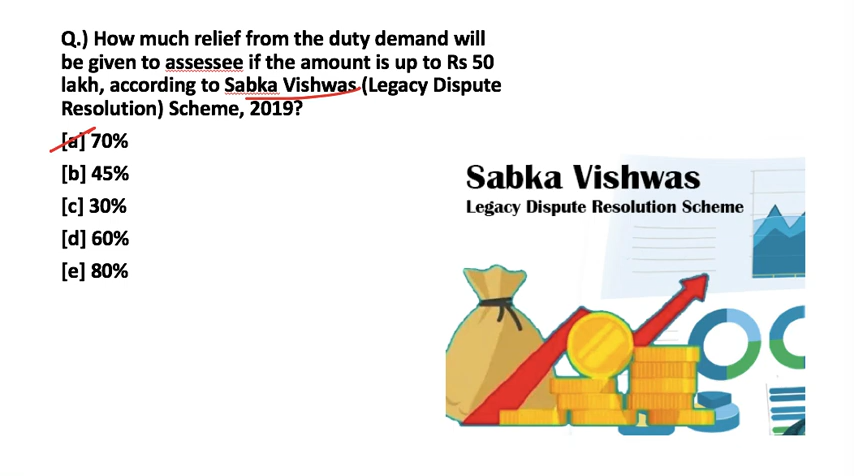 Q.) How much relief from the duty demand will
be given to assessee if the amount is up to Rs 50
lakh, according to Sabka Vishwas (Legacy Dispute
Resolution) Scheme, 2019?
[a] 70%
[b] 45%
[c] 30%
[d] 60%
[e] 80%
Sabka Vishwas
Legacy Dispute Resolution Scheme